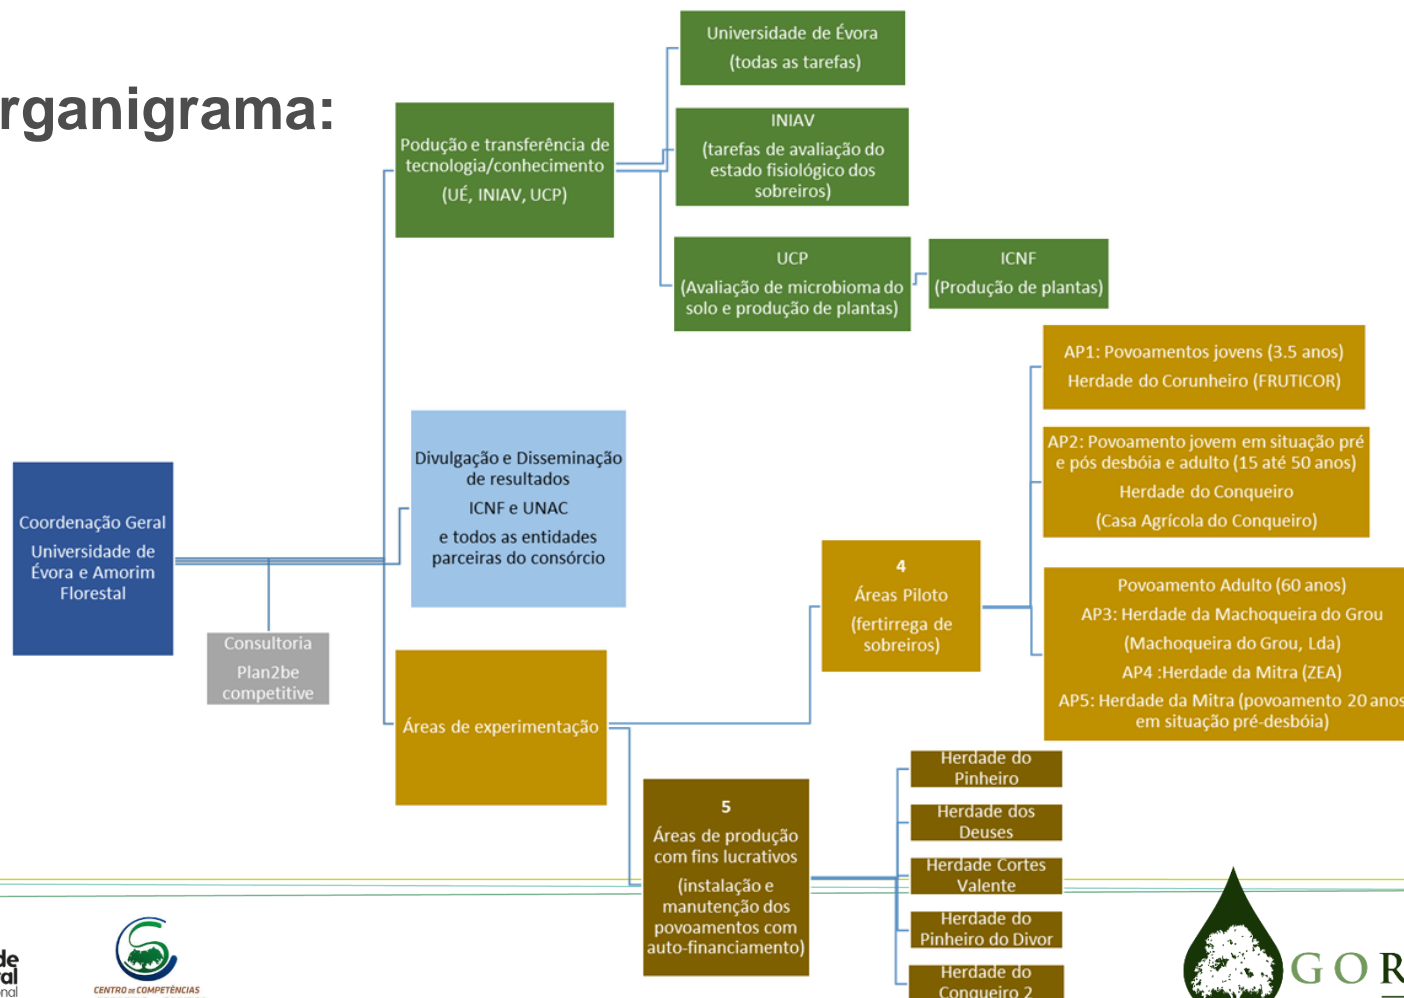 rganigrama:
Universidade de Évora
(todas as tarefas)
Podução e transferência de
tecnologia/conhecimento
(UÉ, INIAV, UCP)
INIAV
(tarefas de avaliação do
estado fisiológico dos
sobreiros)
UCP
(Avaliação de microbioma do
solo e produção de plantas)
ICNF
(Produção de plantas)
Divulgação e Disseminação
de resultados
ICNF e UNAC
e todos as entidades
parceiras do consórcio
Coordenação Geral
Universidade de
Évora e Amorim
Florestal
Consultoria
Plan2be
competitive
Áreas de experimentação
4
Áreas Piloto
(fertirrega de
sobreiros)
AP1: Povoamentos jovens (3.5 anos)
Herdade do Corunheiro (FRUTICOR)
AP2: Povoamento jovem em situação pré
e pós desbóia e adulto (15 até 50 anos)
Herdade do Conqueiro
(Casa Agrícola do Conqueiro)
Povoamento Adulto (60 anos)
AP3: Herdade da Machoqueira do Grou
(Machoqueira do Grou, Lda)
AP4 :Herdade da Mitra (ZEA)
AP5: Herdade da Mitra (povoamento 20 anos
em situação pré-desbóia)
5
Áreas de produção
com fins lucrativos
(instalação e
manutenção dos
povoamentos com
auto-financiamento)
Herdade do
Pinheiro
Herdade dos
Deuses
Herdade Cortes
Valente
Herdade do
Pinheiro do Divor
Herdade do
Conqueiro 2
de
ral
onal
CENTRO DE COMPETÊNCIAS
GOR